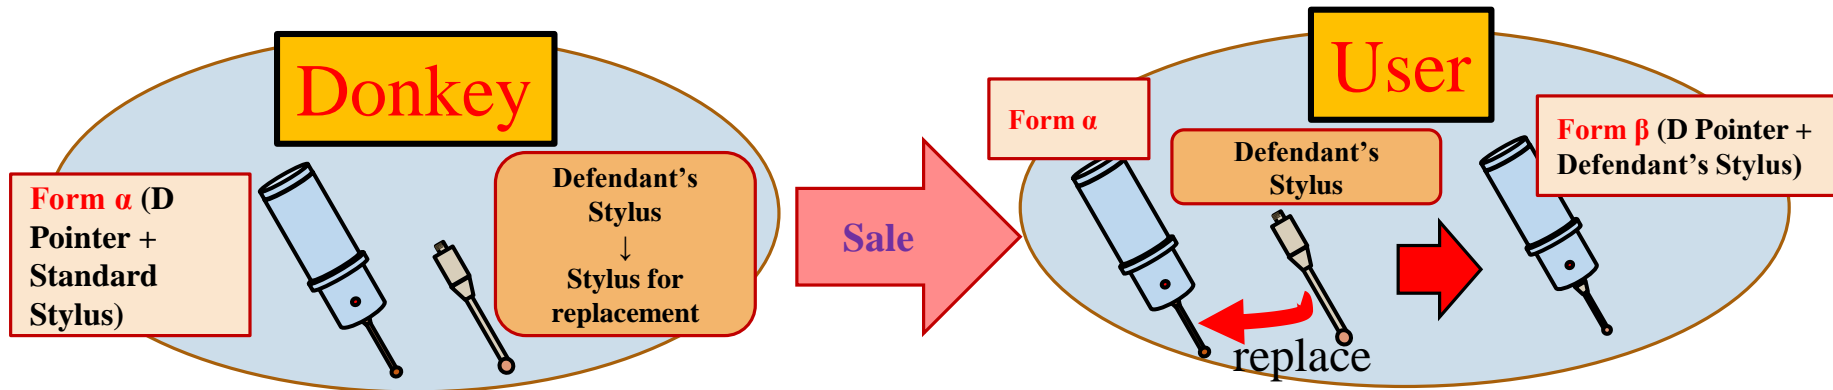 Donkey
Form α (D
Pointer +
Standard
Stylus)
Defendant’s
Stylus
↓
Stylus for
replacement
Sale
User
Form α
Defendant’s
Stylus
replace
Form β (D Pointer +
Defendant’s Stylus)